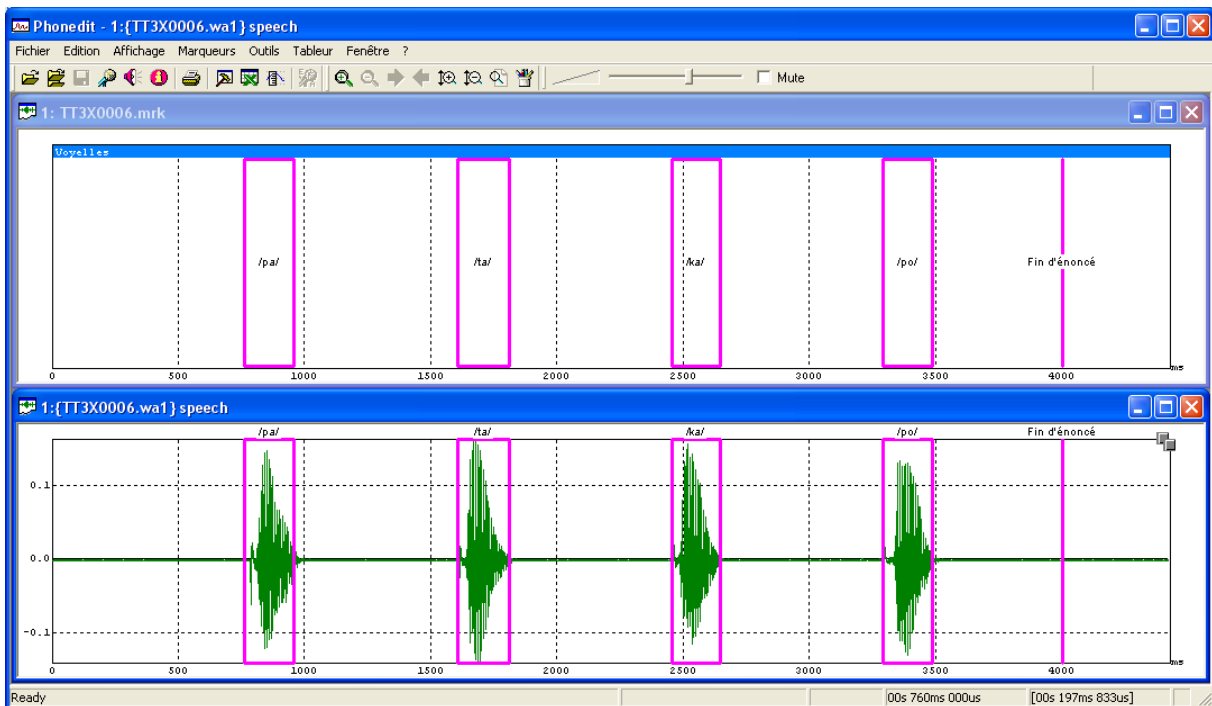 Phonedit - 1:{TT3X0006.wa1} speech
Fichier Edition Affichage Marqueurs Outils Tableur Fenêtre ?
Mute
1: TT3X0006.mrk
Voyelles
/pa/ /ta/ /ka/ /po/ Fin d'énoncé
0 500 1000 1500 2000 2500 3000 3500 4000 ms
1:{TT3X0006.wa1} speech
/pa/ /ta/ /ka/ /po/ Fin d'énoncé
0.1
0.0
-0.1
0 500 1000 1500 2000 2500 3000 3500 4000 ms
Ready 00s 760ms 000us [00s 197ms 833us]